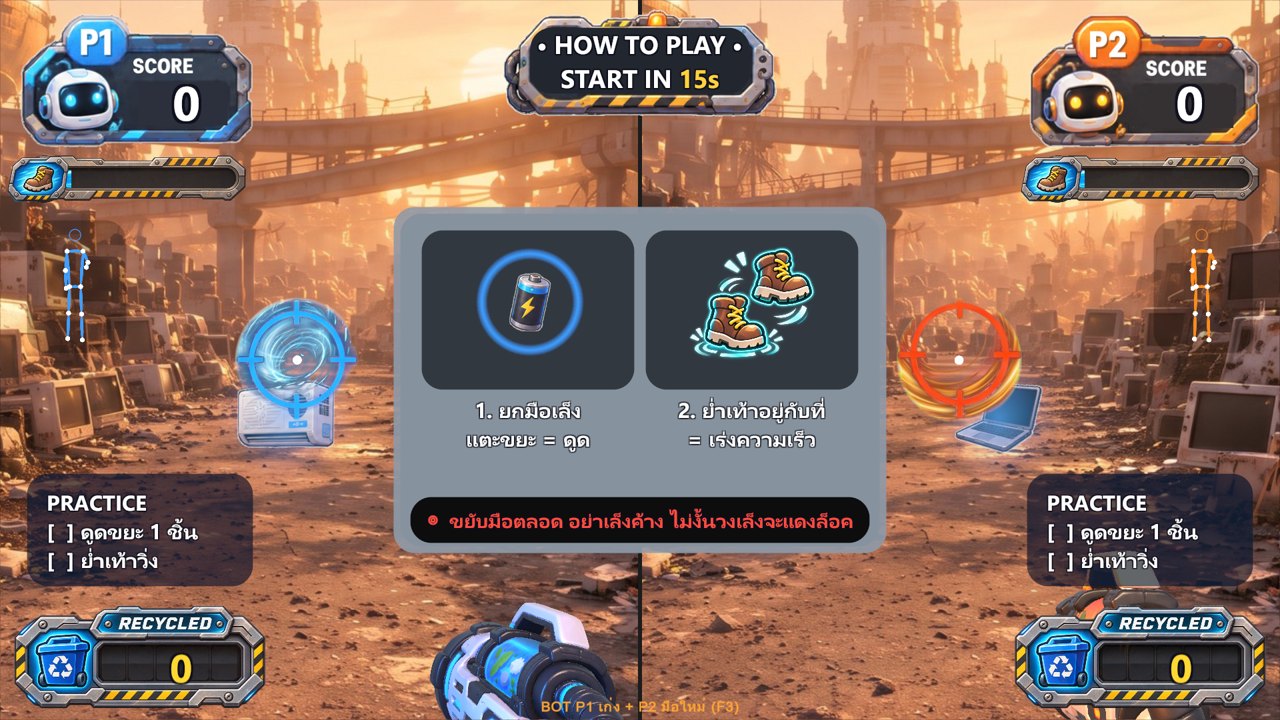 P1
SCORE
0
• HOW TO PLAY •
START IN 15s
P2
SCORE
0
1. ยกมือเล็ง
แตะขยะ = ดูด
2. ย่ำเท้าอยู่กับที่
= เร่งความเร็ว
ขยับมือตลอด อย่าเล็งค้าง ไม่งั้นวงเล็งจะแดงล็อค
PRACTICE
[ ] ดูดขยะ 1 ชิ้น
[ ] ย่ำเท้าวิ่ง
PRACTICE
[ ] ดูดขยะ 1 ชิ้น
[ ] ย่ำเท้าวิ่ง
RECYCLED
0
RECYCLED
0
BOT P1 เก่ง + P2 มือใหม่ (F3)